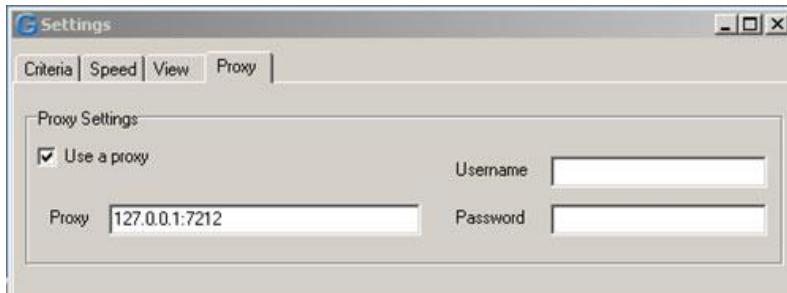 Settings
Criteria Speed View Proxy
Proxy Settings
Use a proxy
Username
Proxy 127.0.0.1:7212
Password